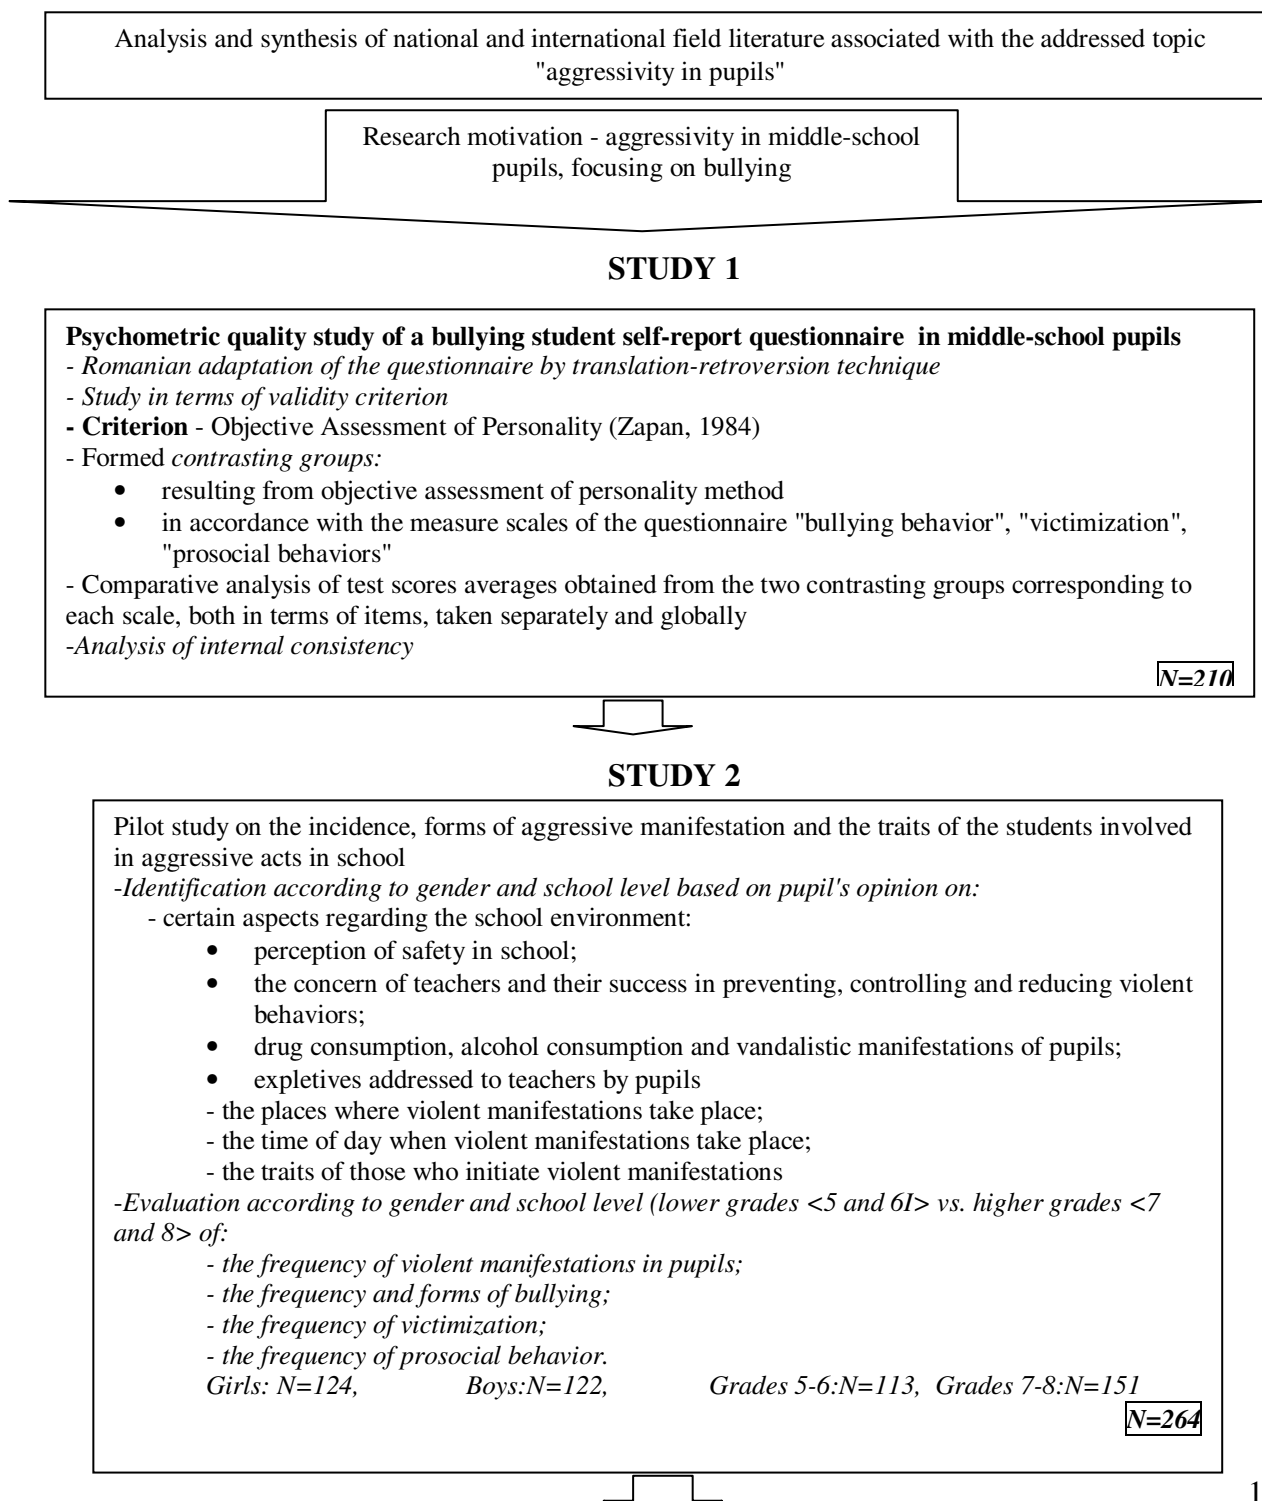 Analysis and synthesis of national and international field literature associated with the addressed topic
"aggressivity in pupils"
Research motivation - aggressivity in middle-school
pupils, focusing on bullying
STUDY 1
Psychometric quality study of a bullying student self-report questionnaire in middle-school pupils
- Romanian adaptation of the questionnaire by translation-retroversion technique
- Study in terms of validity criterion
- Criterion - Objective Assessment of Personality (Zapan, 1984)
- Formed contrasting groups:
• resulting from objective assessment of personality method
• in accordance with the measure scales of the questionnaire "bullying behavior", "victimization",
"prosocial behaviors"
- Comparative analysis of test scores averages obtained from the two contrasting groups corresponding to
each scale, both in terms of items, taken separately and globally
-Analysis of internal consistency
N=210
STUDY 2
Pilot study on the incidence, forms of aggressive manifestation and the traits of the students involved
in aggressive acts in school
-Identification according to gender and school level based on pupil's opinion on:
- certain aspects regarding the school environment:
• perception of safety in school;
• the concern of teachers and their success in preventing, controlling and reducing violent
behaviors;
• drug consumption, alcohol consumption and vandalistic manifestations of pupils;
• expletives addressed to teachers by pupils
- the places where violent manifestations take place;
- the time of day when violent manifestations take place;
- the traits of those who initiate violent manifestations
-Evaluation according to gender and school level (lower grades <5 and 6I> vs. higher grades <7
and 8> of:
- the frequency of violent manifestations in pupils;
- the frequency and forms of bullying;
- the frequency of victimization;
- the frequency of prosocial behavior.
Girls: N=124, Boys:N=122, Grades 5-6:N=113, Grades 7-8:N=151
N=264
1